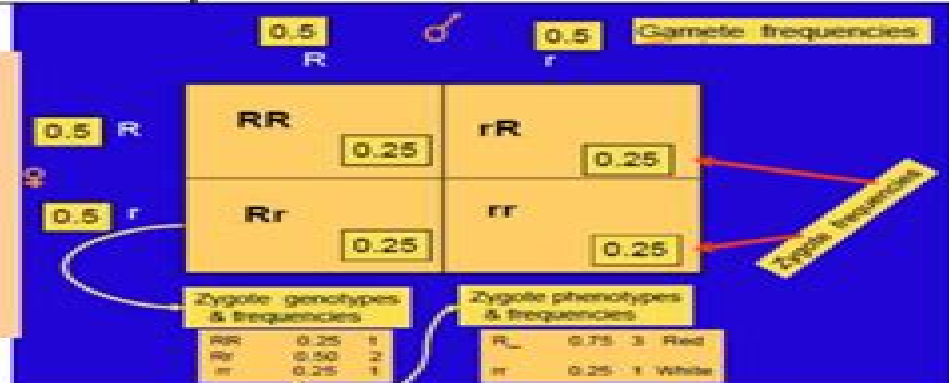 0.5 0.5 Gamete frequencies
R r
RR rR
0.5 R
0.25 0.25
Zygote frequencies
0.5 r
Rr rr
0.25 0.25
Zygote genotypes Zygote phenotypes
& frequencies & frequencies
RR 0.25 1 R_ 0.75 3 Red
Rr 0.50 2
rr 0.25 1 rr 0.25 1 White